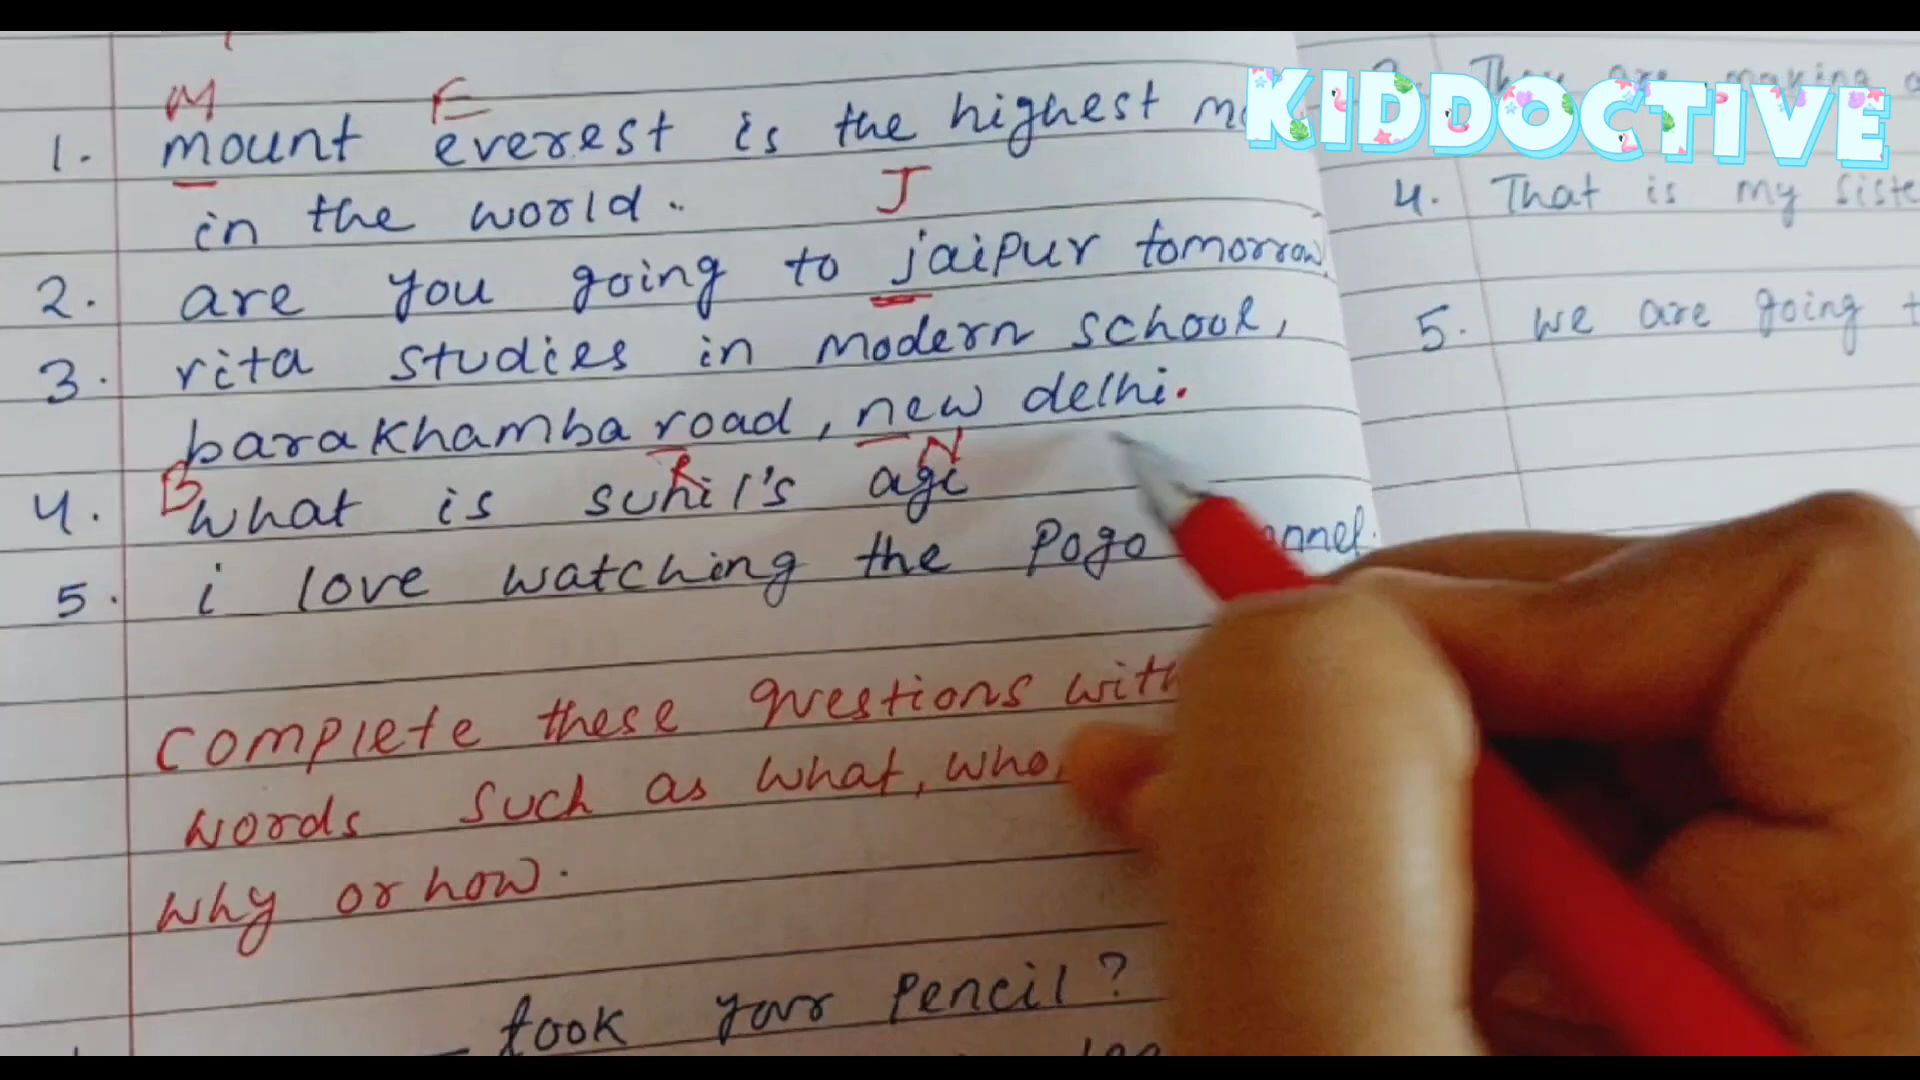 KIDDOCTIVE
M E
1. mount everest is the highest
in the world.
J
2. are you going to jaipur tomorrow
3. rita studies in modern school,
barakhamba road, new delhi.
B R N
4. what is sunil's age
5. i love watching the Pogo
Complete these questions with
words such as what, who,
why or how.
took your pencil?
They are making
4. That is my
5. we are going